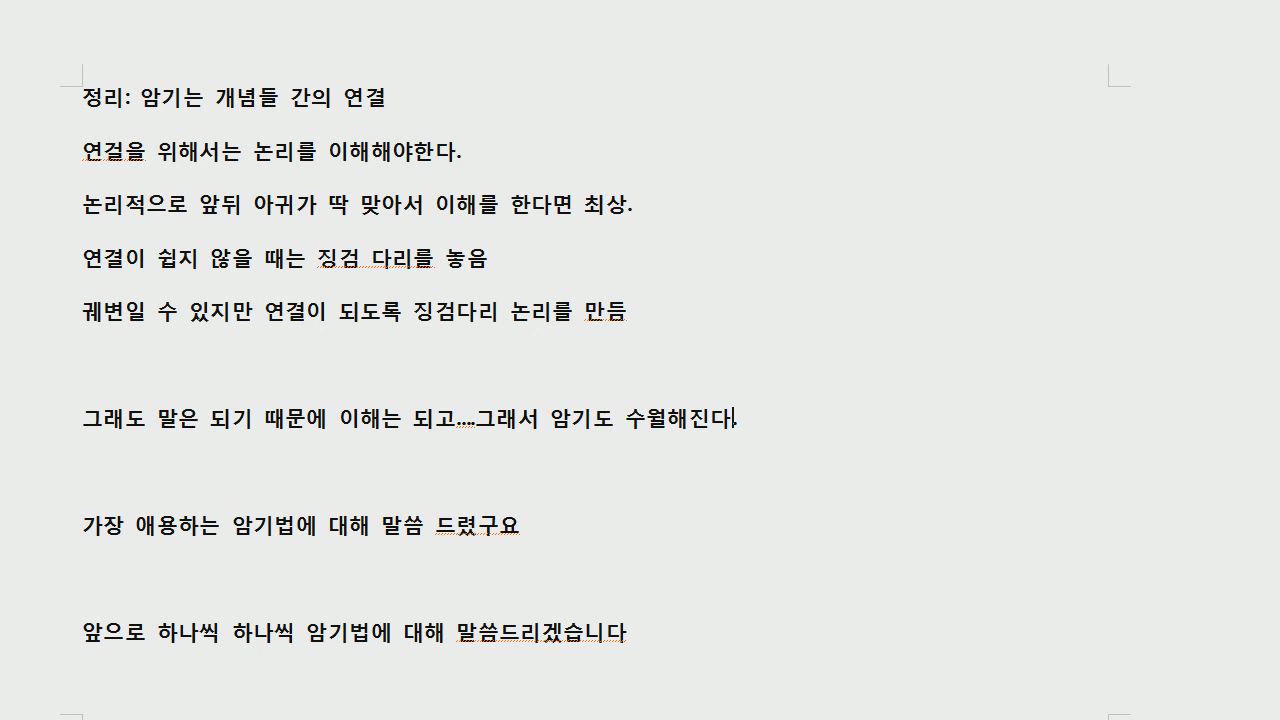 정리: 암기는 개념들 간의 연결
연걸을 위해서는 논리를 이해해야한다.
논리적으로 앞뒤 아귀가 딱 맞아서 이해를 한다면 최상.
연결이 쉽지 않을 때는 징검 다리를 놓음
궤변일 수 있지만 연결이 되도록 징검다리 논리를 만듬
그래도 말은 되기 때문에 이해는 되고....그래서 암기도 수월해진다.
가장 애용하는 암기법에 대해 말씀 드렸구요
앞으로 하나씩 하나씩 암기법에 대해 말씀드리겠습니다